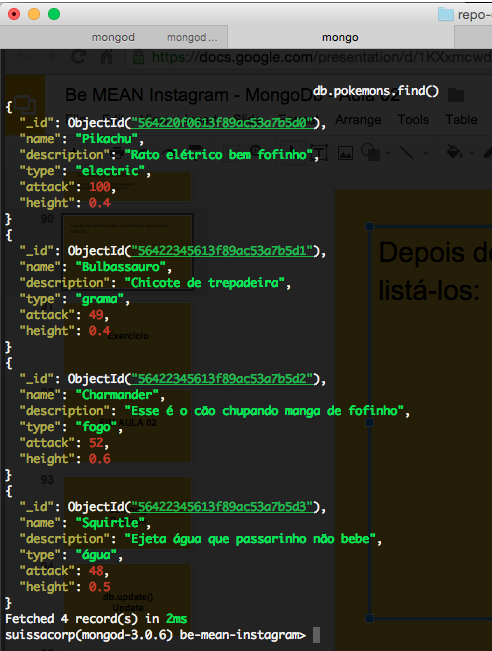 repo-
mongod
mongod ...
mongo
https://docs.google.com/presentation/d/1KXxmcwd
Be MEAN Instagram - MongoDb - Aula 02
db.pokemons.find()
Arrange Tools Table
{
"_id": ObjectId("564220f0613f89ac53a7b5d0"),
"name": "Pikachu",
"description": "Rato elétrico bem fofinho",
"type": "electric",
"attack": 100,
"height": 0.4
}
90
{
"_id": ObjectId("56422345613f89ac53a7b5d1"),
"name": "Bulbassauro",
"description": "Chicote de trepadeira",
"type": "grama",
"attack": 49,
"height": 0.4
}
Exercício
Depois de
listá-los:
{
"_id": ObjectId("56422345613f89ac53a7b5d2"),
"name": "Charmander",
"description": "Esse é o cão chupando manga de fofinho",
"type": "fogo",
"attack": 52,
"height": 0.6
}
AULA 02
93
{
"_id": ObjectId("56422345613f89ac53a7b5d3"),
"name": "Squirtle",
"description": "Ejeta água que passarinho não bebe",
"type": "água",
"attack": 48,
"height": 0.5
}
db.update()
Update
Fetched 4 record(s) in 2ms
suissacorp(mongod-3.0.6) be-mean-instagram>